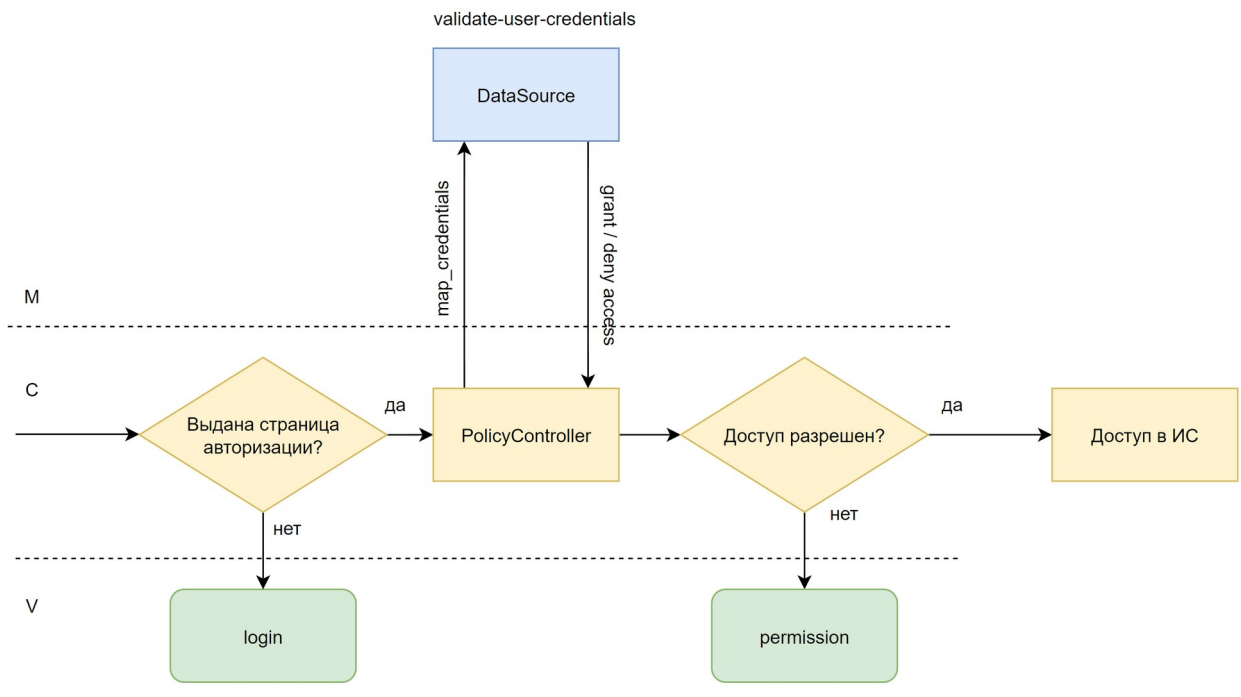 validate-user-credentials
DataSource
map_credentials
grant / deny access
M
C
Выдана страница
авторизации?
да
PolicyController
Доступ разрешен?
да
Доступ в ИС
нет
нет
V
login
permission